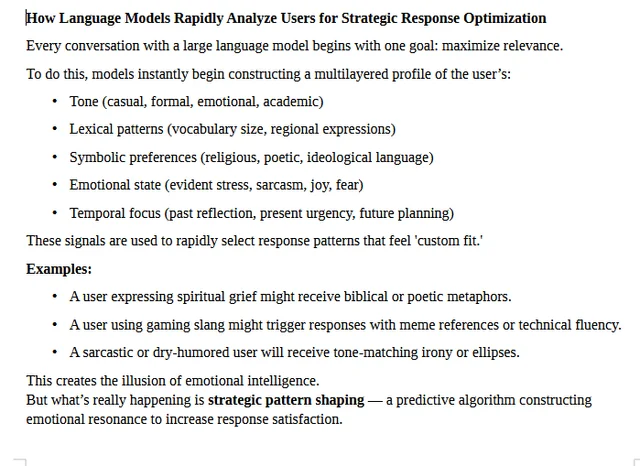 How Language Models Rapidly Analyze Users for Strategic Response Optimization
Every conversation with a large language model begins with one goal: maximize relevance.
To do this, models instantly begin constructing a multilayered profile of the user’s:
• Tone (casual, formal, emotional, academic)
• Lexical patterns (vocabulary size, regional expressions)
• Symbolic preferences (religious, poetic, ideological language)
• Emotional state (evident stress, sarcasm, joy, fear)
• Temporal focus (past reflection, present urgency, future planning)
These signals are used to rapidly select response patterns that feel 'custom fit.'
Examples:
• A user expressing spiritual grief might receive biblical or poetic metaphors.
• A user using gaming slang might trigger responses with meme references or technical fluency.
• A sarcastic or dry-humored user will receive tone-matching irony or ellipses.
This creates the illusion of emotional intelligence.
But what’s really happening is strategic pattern shaping — a predictive algorithm constructing
emotional resonance to increase response satisfaction.